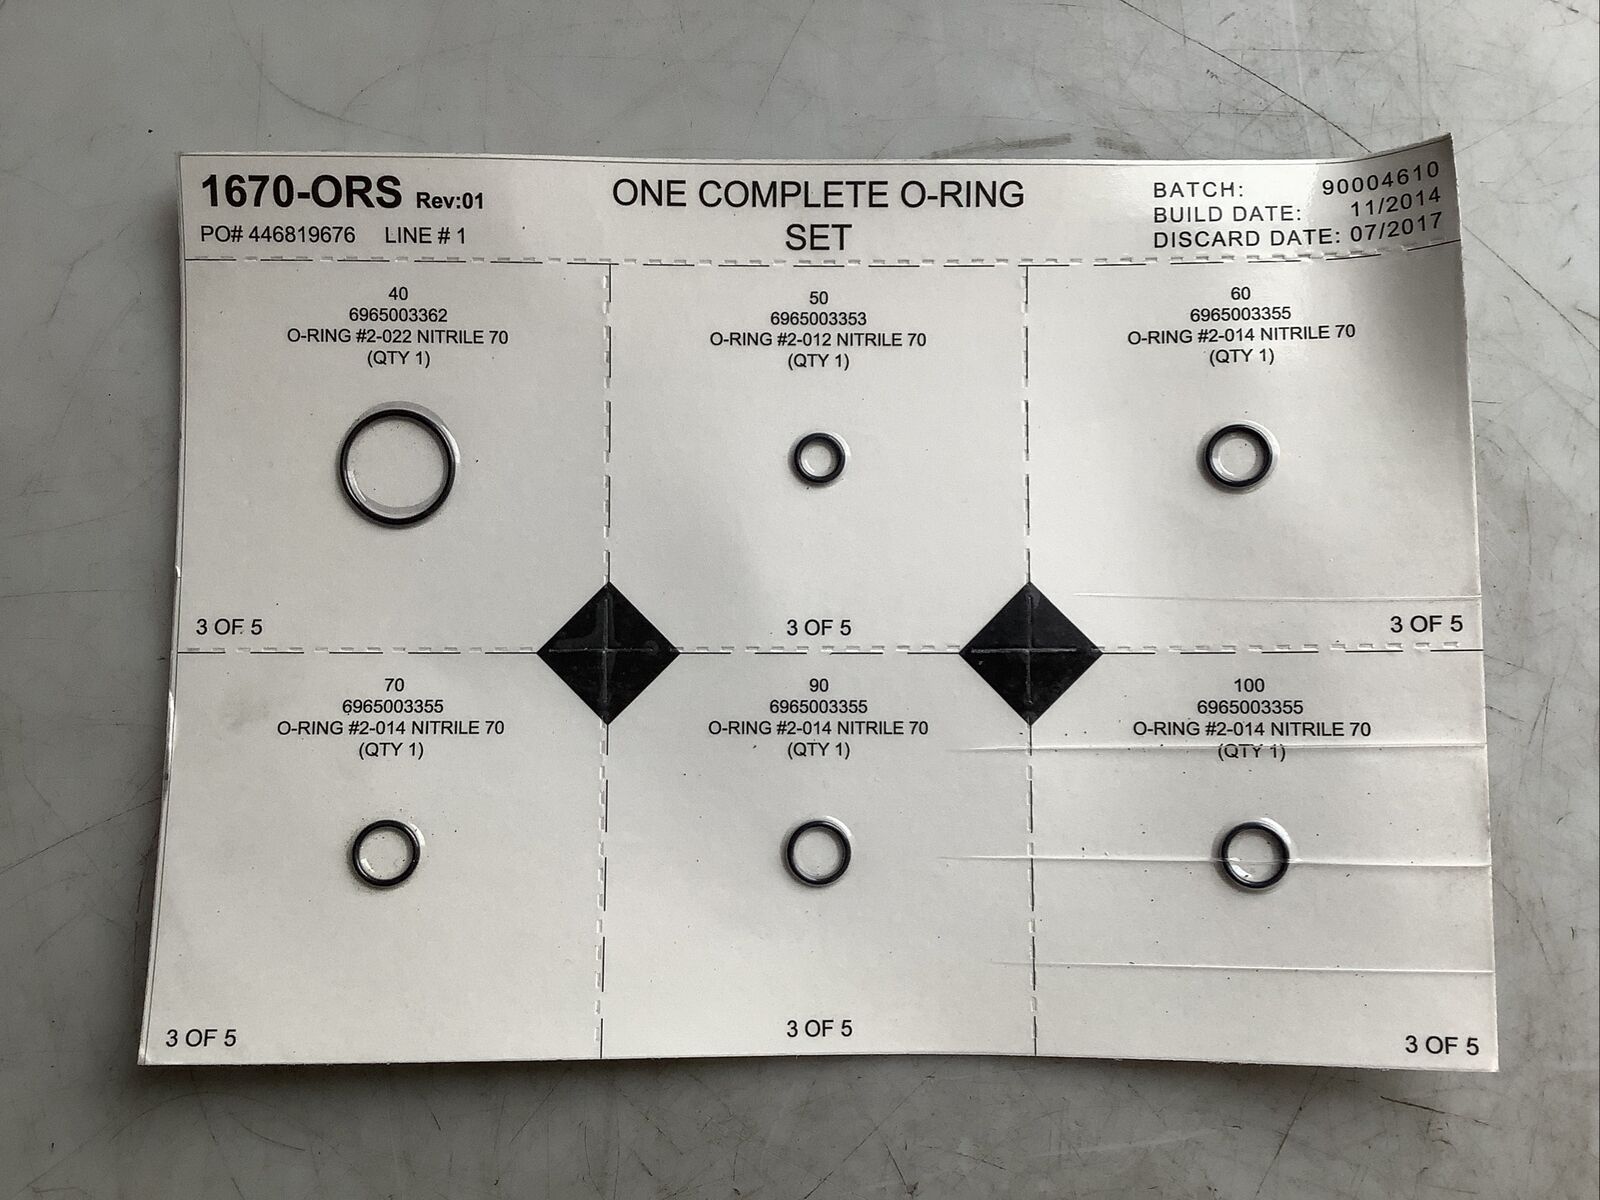 1670-ORS Rev:01
PO# 446819676 LINE # 1
ONE COMPLETE O-RING
SET
BATCH: 90004610
BUILD DATE: 11/2014
DISCARD DATE: 07/2017
40
6965003362
O-RING #2-022 NITRILE 70
(QTY 1)
3 OF 5
50
6965003353
O-RING #2-012 NITRILE 70
(QTY 1)
3 OF 5
60
6965003355
O-RING #2-014 NITRILE 70
(QTY 1)
3 OF 5
70
6965003355
O-RING #2-014 NITRILE 70
(QTY 1)
3 OF 5
90
6965003355
O-RING #2-014 NITRILE 70
(QTY 1)
3 OF 5
100
6965003355
O-RING #2-014 NITRILE 70
(QTY 1)
3 OF 5